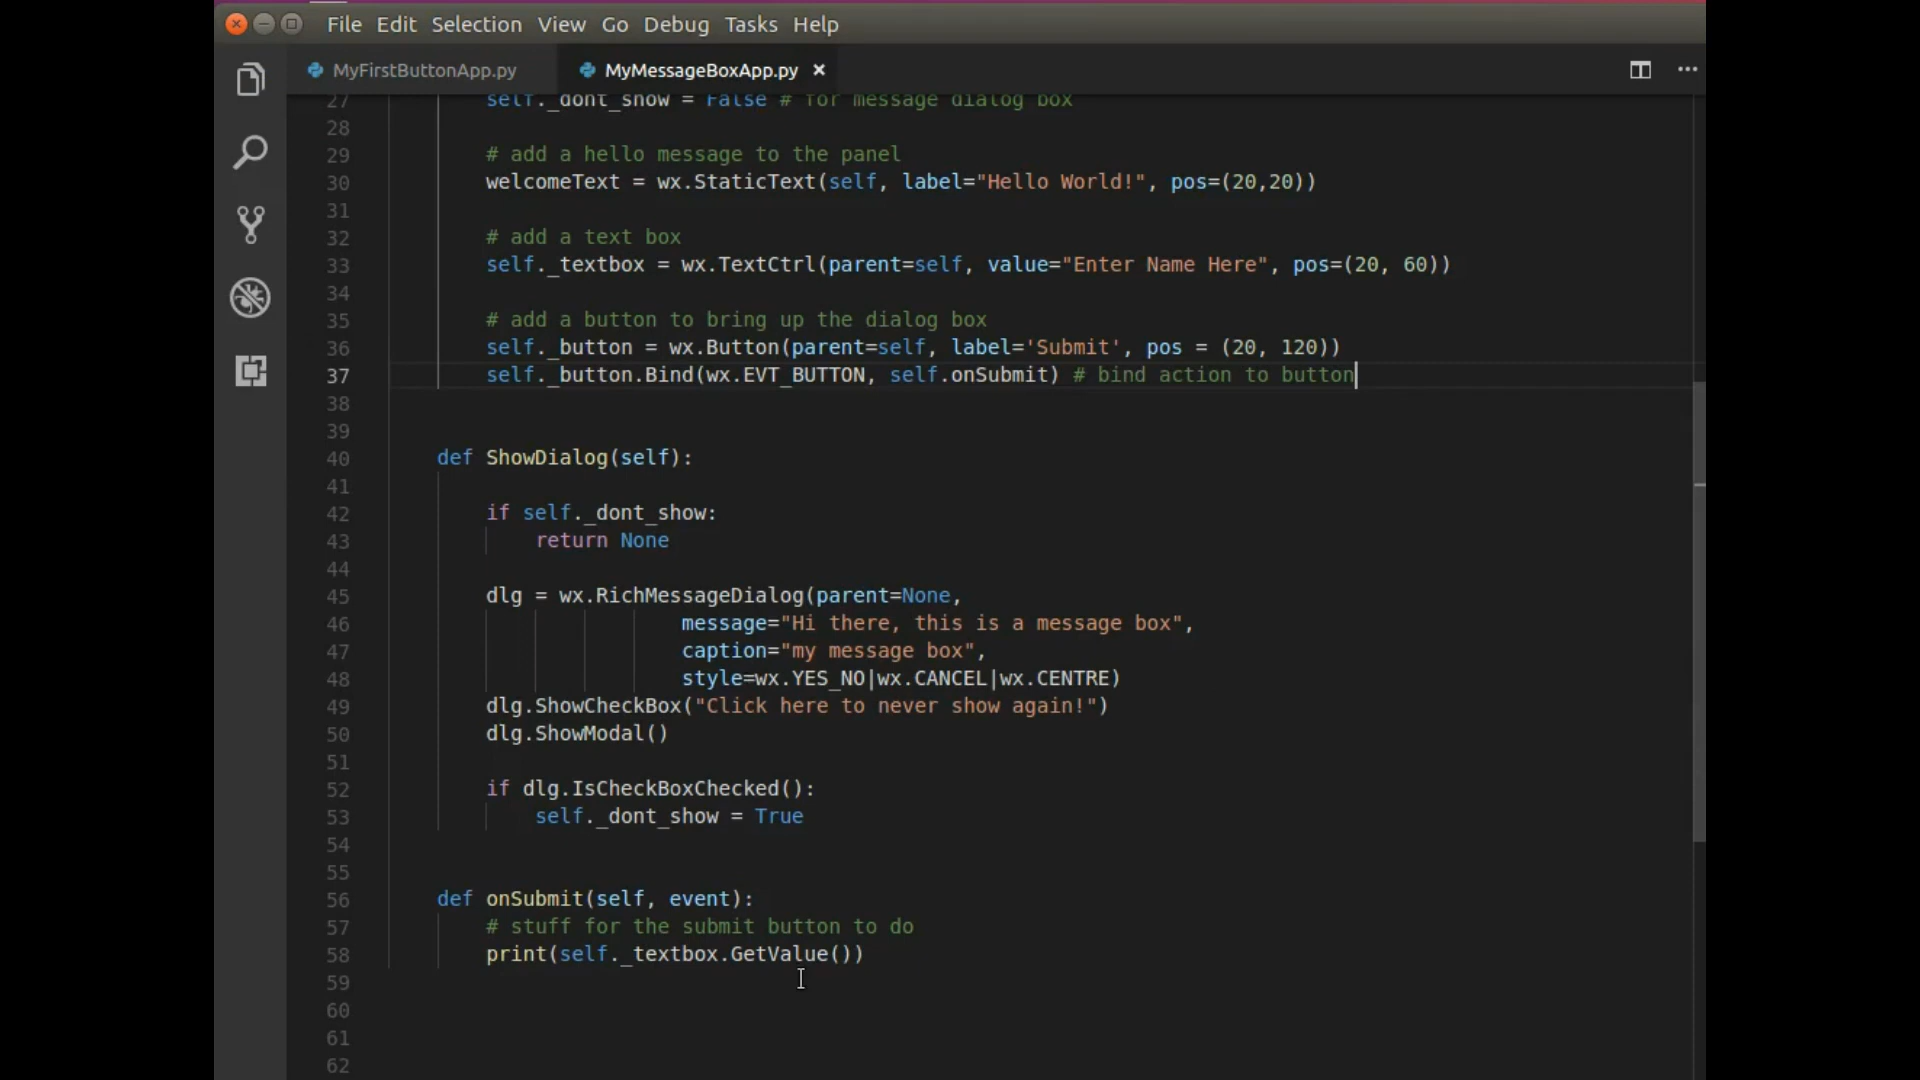 File Edit Selection View Go Debug Tasks Help
MyFirstButtonApp.py MyMessageBoxApp.py
27 self._dont_show = False # for message dialog box
28
29 # add a hello message to the panel
30 welcomeText = wx.StaticText(self, label="Hello World!", pos=(20,20))
31
32 # add a text box
33 self._textbox = wx.TextCtrl(parent=self, value="Enter Name Here", pos=(20, 60))
34
35 # add a button to bring up the dialog box
36 self._button = wx.Button(parent=self, label='Submit', pos = (20, 120))
37 self._button.Bind(wx.EVT_BUTTON, self.onSubmit) # bind action to button
38
39
40 def ShowDialog(self):
41
42 if self._dont_show:
43 return None
44
45 dlg = wx.RichMessageDialog(parent=None,
46 message="Hi there, this is a message box",
47 caption="my message box",
48 style=wx.YES_NO|wx.CANCEL|wx.CENTRE)
49 dlg.ShowCheckBox("Click here to never show again!")
50 dlg.ShowModal()
51
52 if dlg.IsCheckBoxChecked():
53 self._dont_show = True
54
55
56 def onSubmit(self, event):
57 # stuff for the submit button to do
58 print(self._textbox.GetValue())
59
60
61
62